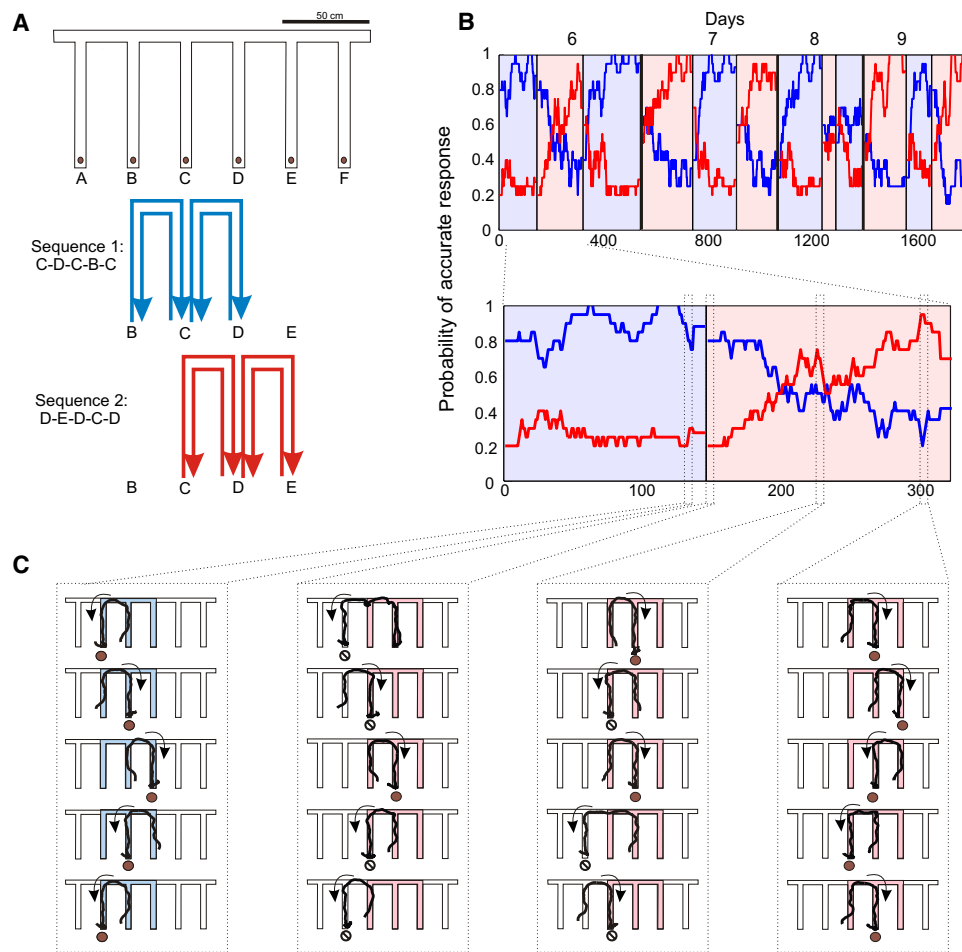 A
50 cm
A B C D E F
Sequence 1:
C-D-C-B-C
B C D E
Sequence 2:
D-E-D-C-D
B C D E
B
Days
6 7 8 9
Probability of accurate response
1
0.8
0.6
0.4
0.2
0 400 800 1200 1600
1
0.8
0.6
0.4
0.2
0
0 100 200 300
C